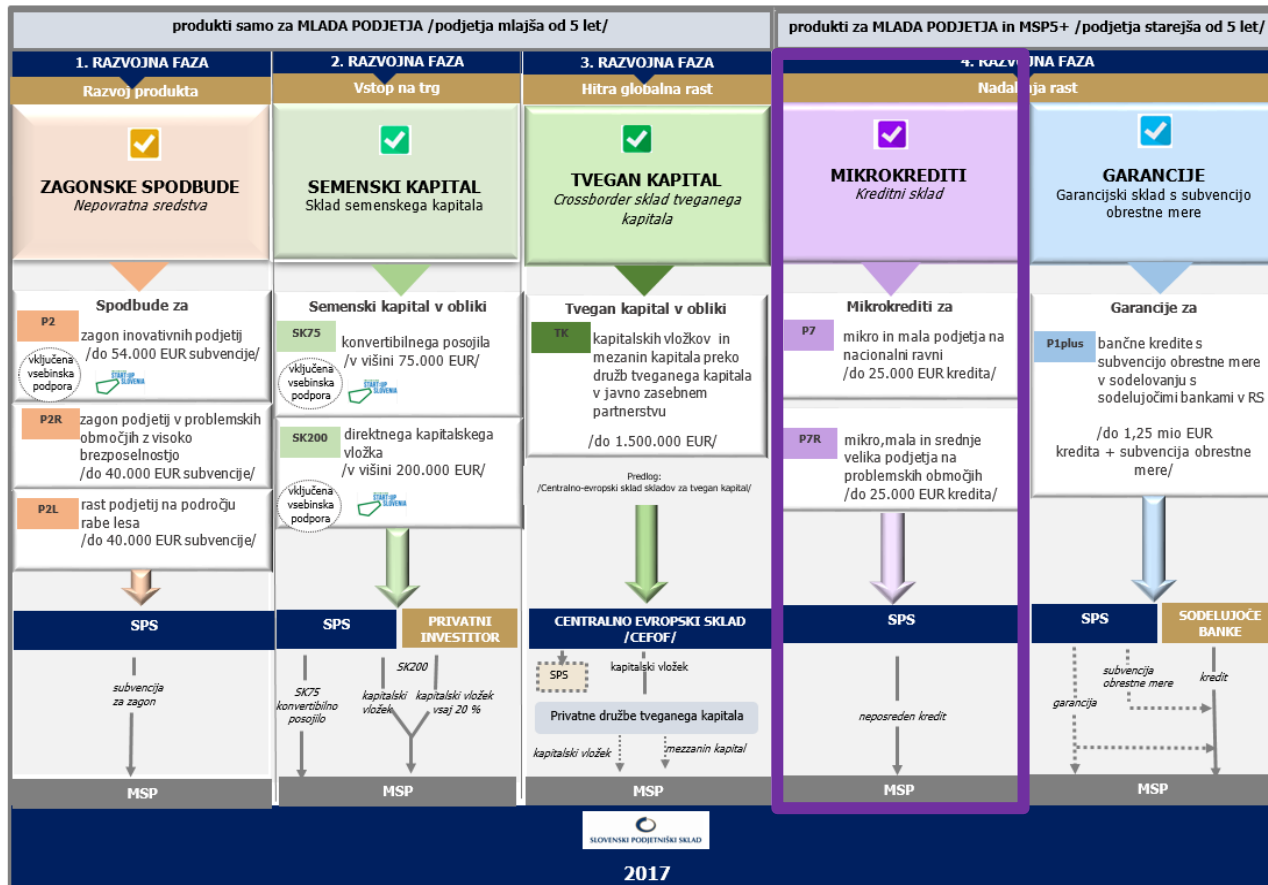 produkti samo za MLADA PODJETJA /podjetja mlajša od 5 let/
produkti za MLADA PODJETJA in MSP5+ /podjetja starejša od 5 let/
1. RAZVOJNA FAZA
Razvoj produkta
ZAGONSKE SPODBUDE
Nepovratna sredstva
Spodbude za
P2
zagon inovativnih podjetij
/do 54.000 EUR subvencije/
vključena
vsebinska
podpora
START:UP
SLOVENIA
P2R
zagon podjetij v problemskih
območjih z visoko
brezposelnostjo
/do 40.000 EUR subvencije/
P2L
rast podjetij na področju
rabe lesa
/do 40.000 EUR subvencije/
SPS
subvencija
za zagon
MSP
2. RAZVOJNA FAZA
Vstop na trg
SEMENSKI KAPITAL
Sklad semenskega kapitala
Semenski kapital v obliki
SK75
konvertibilnega posojila
/v višini 75.000 EUR/
vključena
vsebinska
podpora
START:UP
SLOVENIA
SK200
direktnega kapitalskega
vložka
/v višini 200.000 EUR/
vključena
vsebinska
podpora
START:UP
SLOVENIA
SPS
PRIVATNI
INVESTITOR
SK200
SK75
konvertibilno
posojilo
kapitalski
vložek
kapitalski vložek
vsaj 20 %
MSP
3. RAZVOJNA FAZA
Hitra globalna rast
TVEGAN KAPITAL
Crossborder sklad tveganega
kapitala
Tvegan kapital v obliki
TK
kapitalskih vložkov in
mezanin kapitala preko
družb tveganega kapitala
v javno zasebnem
partnerstvu
/do 1.500.000 EUR/
Predlog:
/Centralno-evropski sklad skladov za tvegan kapital/
CENTRALNO EVROPSKI SKLAD
/CEFOF/
SPS
kapitalski vložek
Privatne družbe tveganega kapitala
kapitalski vložek
mezzanin kapital
4. RAZVOJNA FAZA
MIKROKREDITI
Kreditni sklad
Mikrokrediti za
P7
mikro in mala podjetja na
nacionalni ravni
/do 25.000 EUR kredita/
P7R
mikro,mala in srednje
velika podjetja na
problemskih območjih
/do 25.000 EUR kredita/
SPS
neposreden kredit
MSP
GARANCIJE
Garancijski sklad s subvencijo
obrestne mere
Garancije za
P1plus
bančne kredite s
subvencijo obrestne mere
v sodelovanju s
sodelujočimi bankami v RS
/do 1,25 mio EUR
kredita + subvencija obrestne
mere/
SPS
SODELUJOČE
BANKE
subvencija
obrestne mere
kredit
garancija
MSP
SLOVENSKI PODJETNIŠKI SKLAD
2017